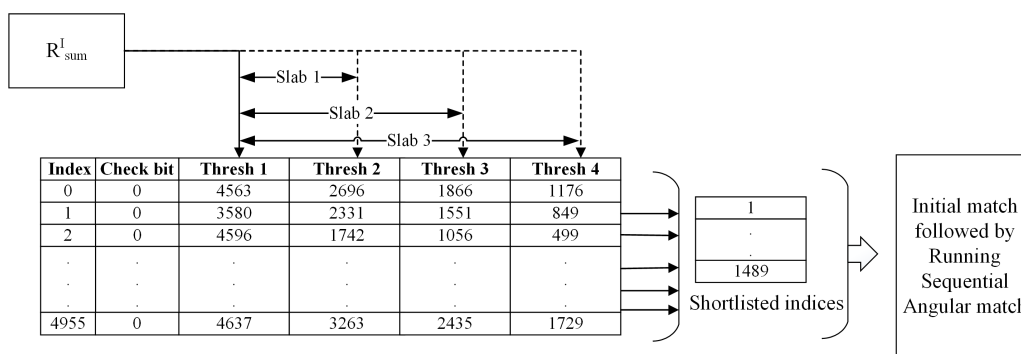 R^I_sum
Slab 1
Slab 2
Slab 3
Index Check bit Thresh 1 Thresh 2 Thresh 3 Thresh 4
0 0 4563 2696 1866 1176
1 0 3580 2331 1551 849
2 0 4596 1742 1056 499
. . . . . .
. . . . . .
. . . . . .
4955 0 4637 3263 2435 1729
1
.
.
1489
Shortlisted indices
Initial match
followed by
Running
Sequential
Angular match